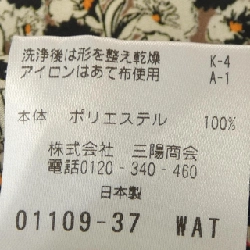 洗浄後は形を整え乾燥 K-4
アイロンはあて布使用 A-1
本体 ポリエステル 100%
株式会社 三陽商会
電話0120-340-460
日本製
01109-37 WAT